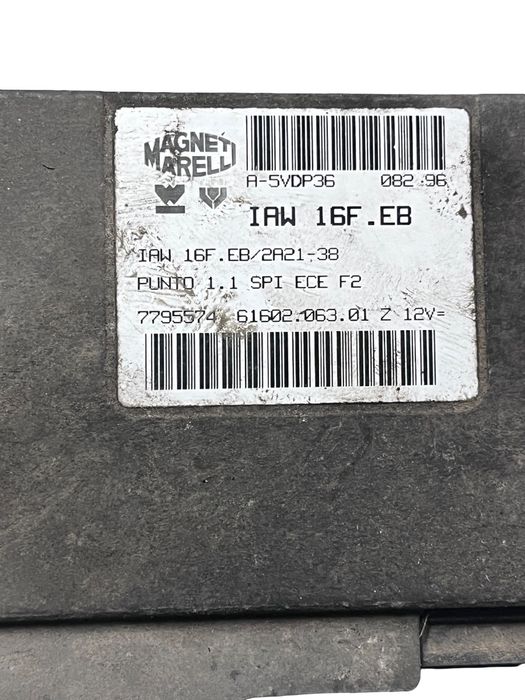 MAGNETI
MARELLI
A-5VDP36 082 96
IAW 16F.EB
IAW 16F.EB/2A21-38
PUNTO 1.1 SPI ECE F2
7795574 61602.063.01 Z 12V=